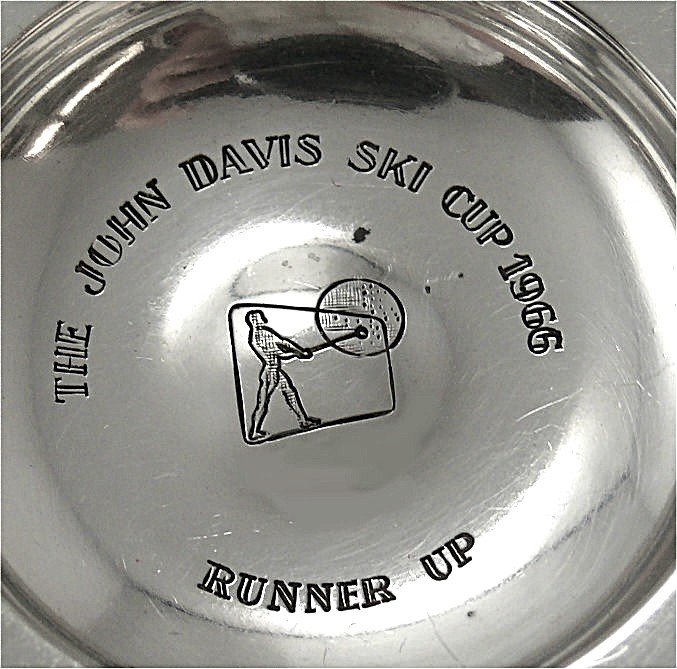 THE JOHN DAVIS SKI CUP 1966
RUNNER UP